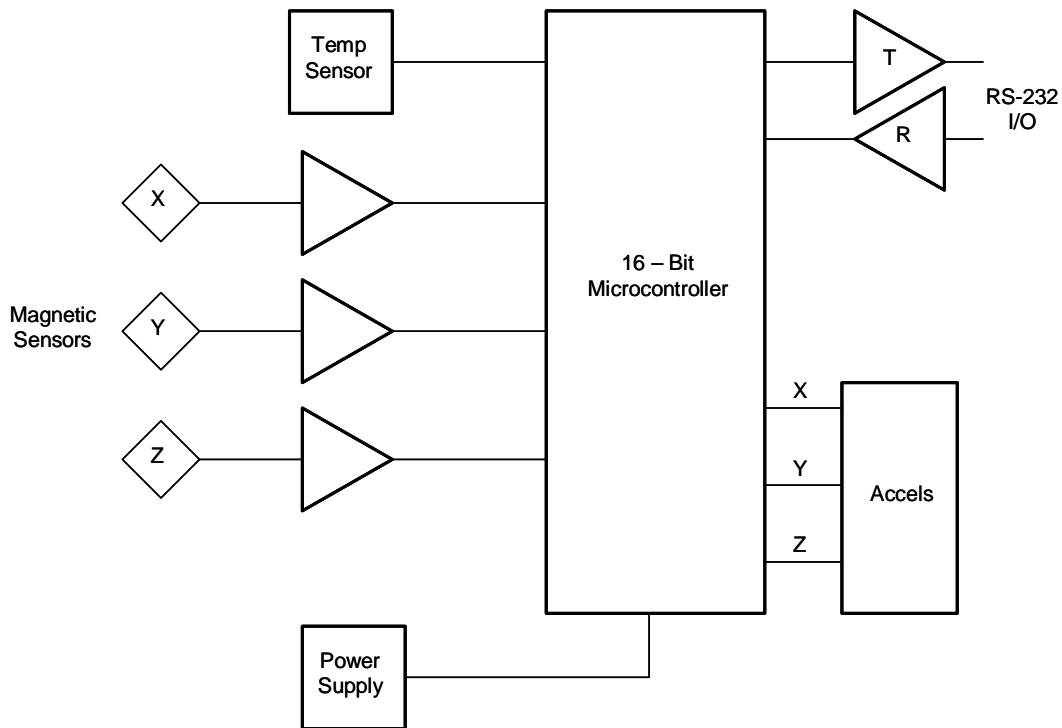 Temp
Sensor
T
RS-232
I/O
R
X
16 – Bit
Microcontroller
Magnetic
Sensors
Y
Z
X
Y
Z
Accels
Power
Supply